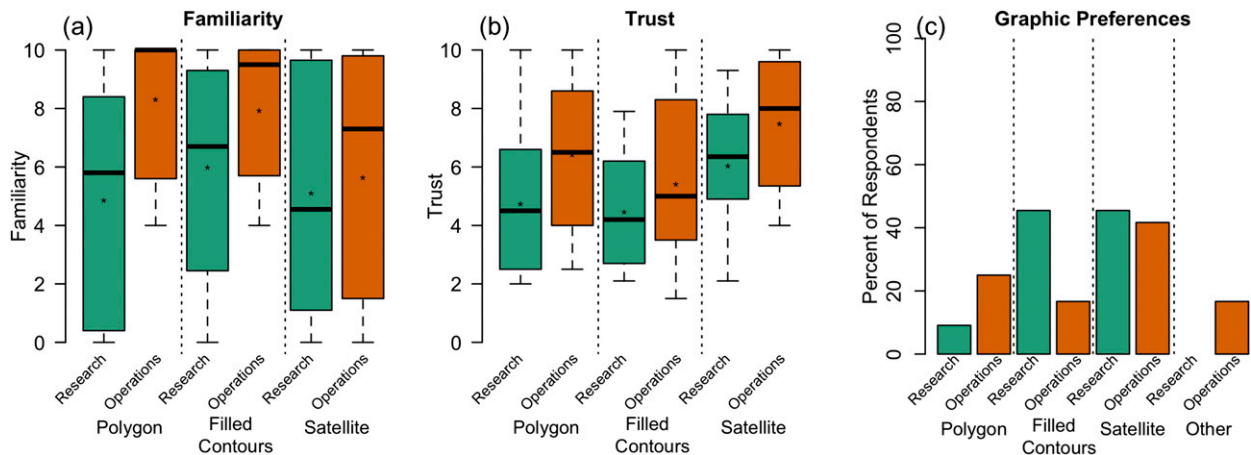 (a)
Familiarity
Familiarity
10
8
6
4
2
0
Research
Operations
Research
Operations
Research
Operations
Polygon
Filled
Contours
Satellite
(b)
Trust
Trust
10
8
6
4
2
0
Research
Operations
Research
Operations
Research
Operations
Polygon
Filled
Contours
Satellite
(c)
Graphic Preferences
Percent of Respondents
100
80
60
40
20
0
Research
Operations
Research
Operations
Research
Operations
Research
Operations
Polygon
Filled
Contours
Satellite
Other